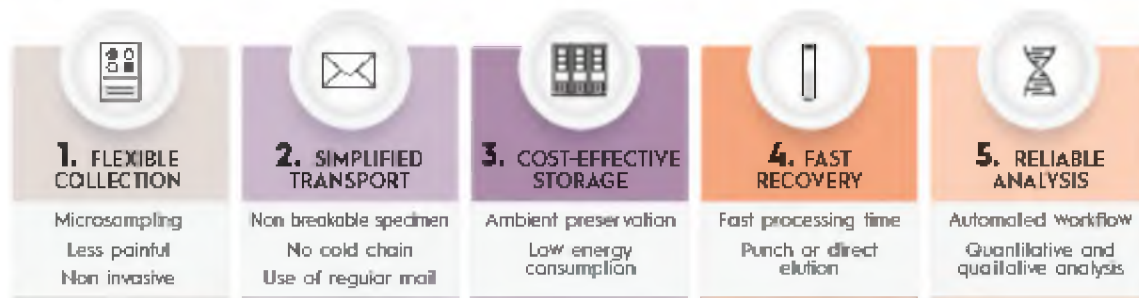 1. FLEXIBLE
COLLECTION
Microsampling
Less painful
Non invasive
2. SIMPLIFIED
TRANSPORT
Non breakable specimen
No cold chain
Use of regular mail
3. COST-EFFECTIVE
STORAGE
Ambient preservation
Low energy
consumption
4. FAST
RECOVERY
Fast processing time
Punch or direct
elution
5. RELIABLE
ANALYSIS
Automated workflow
Quantitative and
qualitative analysis